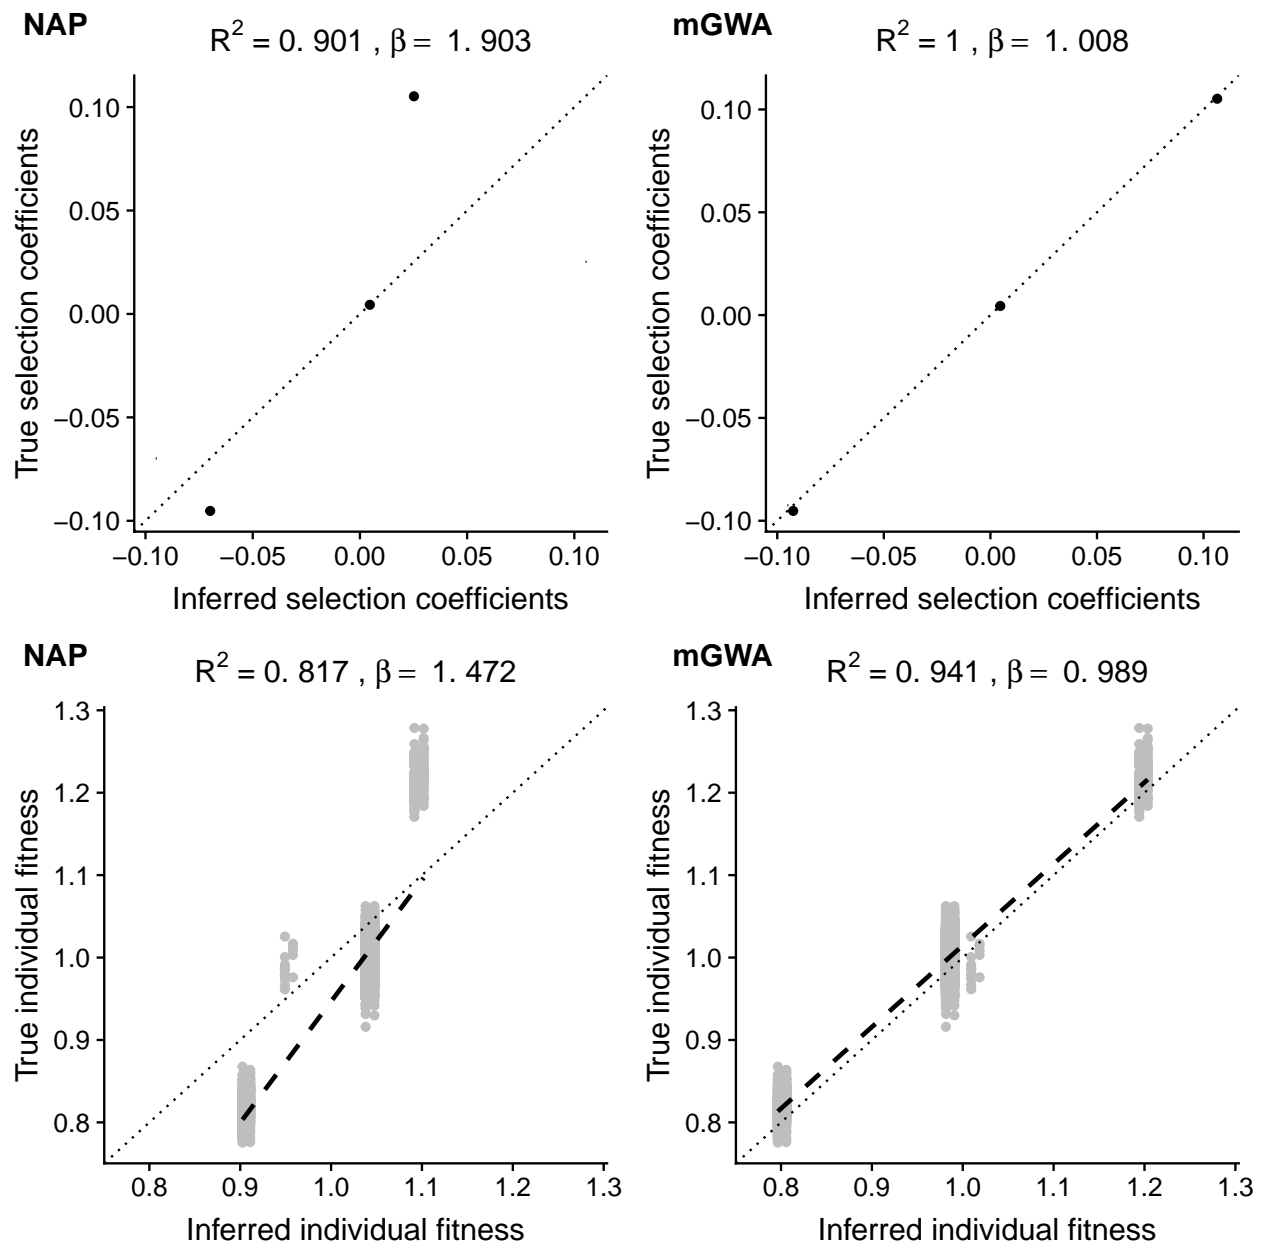 NAP
R² = 0. 901 , β = 1. 903
True selection coefficients
0.10
0.05
0.00
−0.05
−0.10
−0.10 −0.05 0.00 0.05 0.10
Inferred selection coefficients
mGWA
R² = 1 , β = 1. 008
True selection coefficients
0.10
0.05
0.00
−0.05
−0.10
−0.10 −0.05 0.00 0.05 0.10
Inferred selection coefficients
NAP
R² = 0. 817 , β = 1. 472
True individual fitness
1.3
1.2
1.1
1.0
0.9
0.8
0.8 0.9 1.0 1.1 1.2 1.3
Inferred individual fitness
mGWA
R² = 0. 941 , β = 0. 989
True individual fitness
1.3
1.2
1.1
1.0
0.9
0.8
0.8 0.9 1.0 1.1 1.2 1.3
Inferred individual fitness